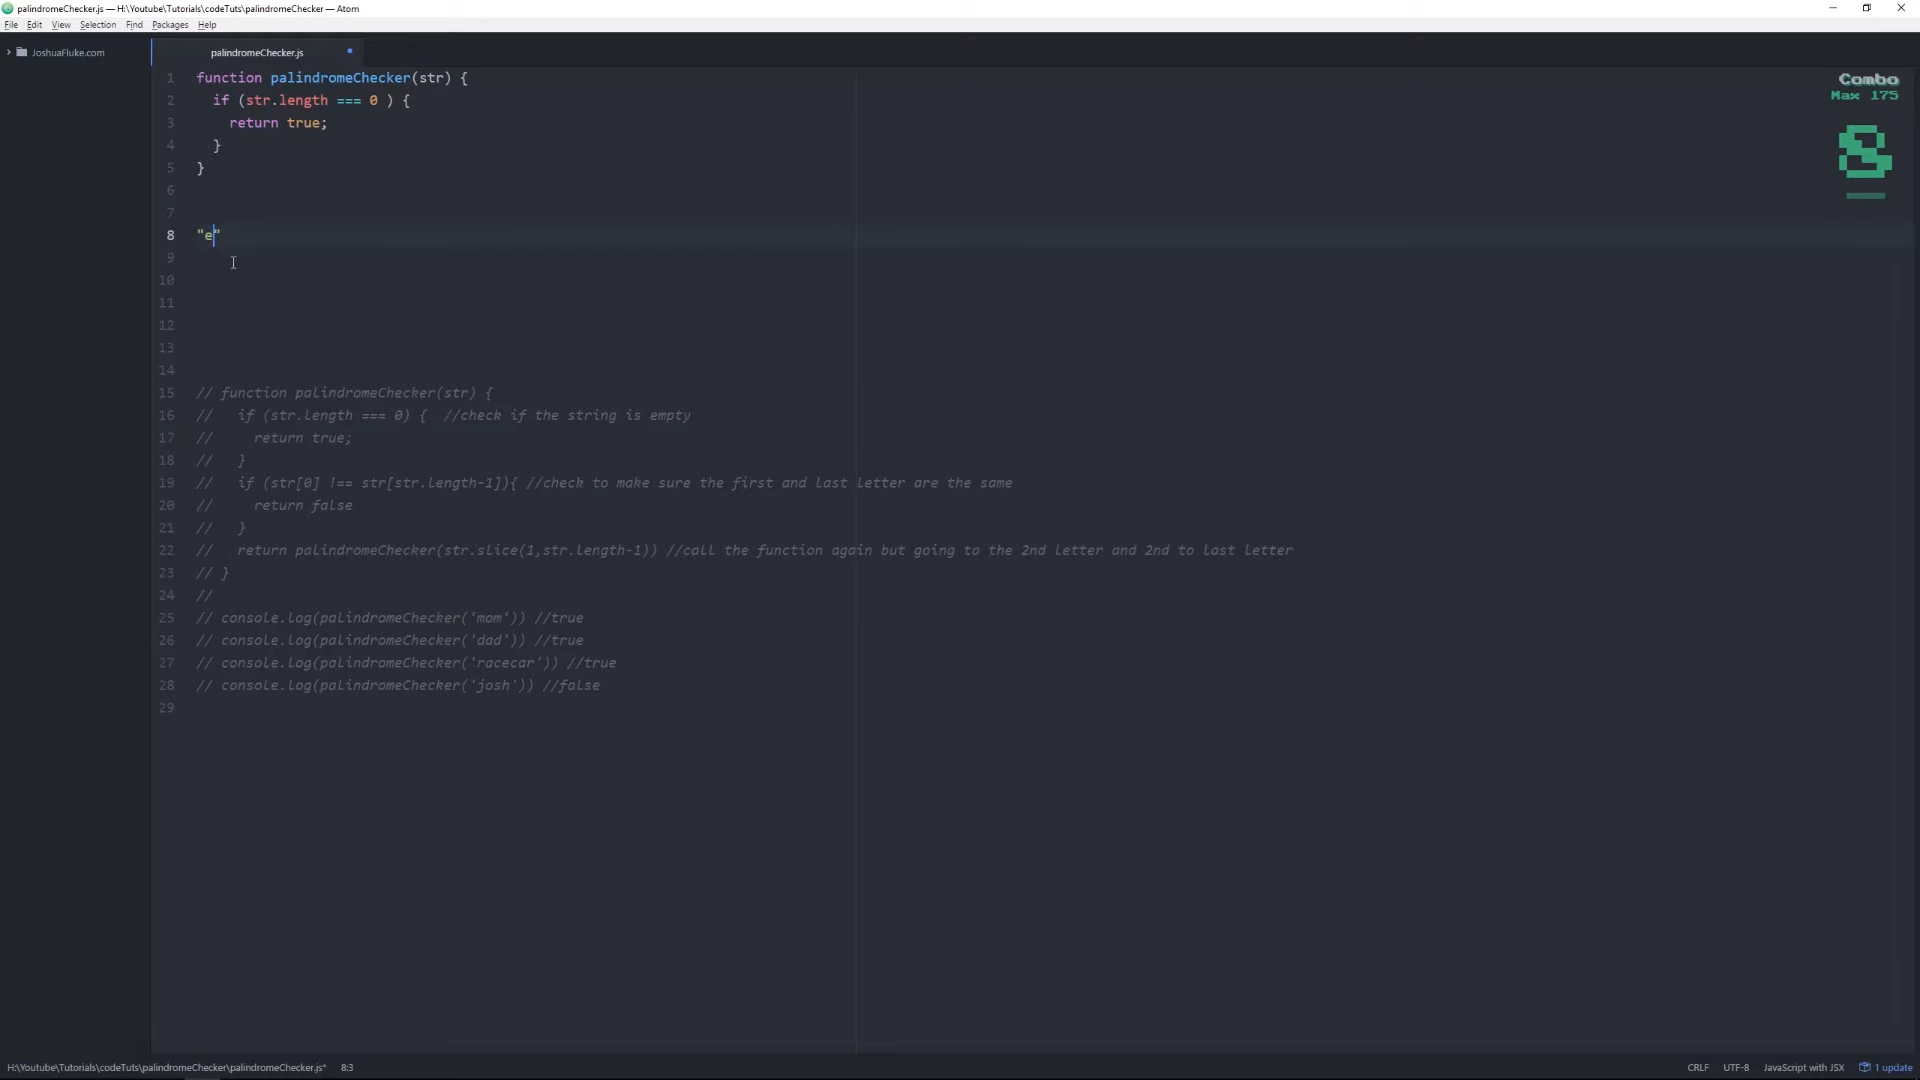 palindromeChecker.js — H:\Youtube\Tutorials\codeTuts\palindromeChecker — Atom
File Edit View Selection Find Packages Help
JoshuaFluke.com
palindromeChecker.js
Combo
Max 175
8
1 function palindromeChecker(str) {
2   if (str.length === 0 ) {
3     return true;
4   }
5 }
6
7
8 "e"
9
10
11
12
13
14
15 // function palindromeChecker(str) {
16 //   if (str.length === 0) {  //check if the string is empty
17 //     return true;
18 //   }
19 //   if (str[0] !== str[str.length-1]){ //check to make sure the first and last letter are the same
20 //     return false
21 //   }
22 //   return palindromeChecker(str.slice(1,str.length-1)) //call the function again but going to the 2nd letter and 2nd to last letter
23 // }
24 //
25 // console.log(palindromeChecker('mom')) //true
26 // console.log(palindromeChecker('dad')) //true
27 // console.log(palindromeChecker('racecar')) //true
28 // console.log(palindromeChecker('josh')) //false
29
H:\Youtube\Tutorials\codeTuts\palindromeChecker\palindromeChecker.js* 8:3
CRLF UTF-8 JavaScript with JSX 1 update